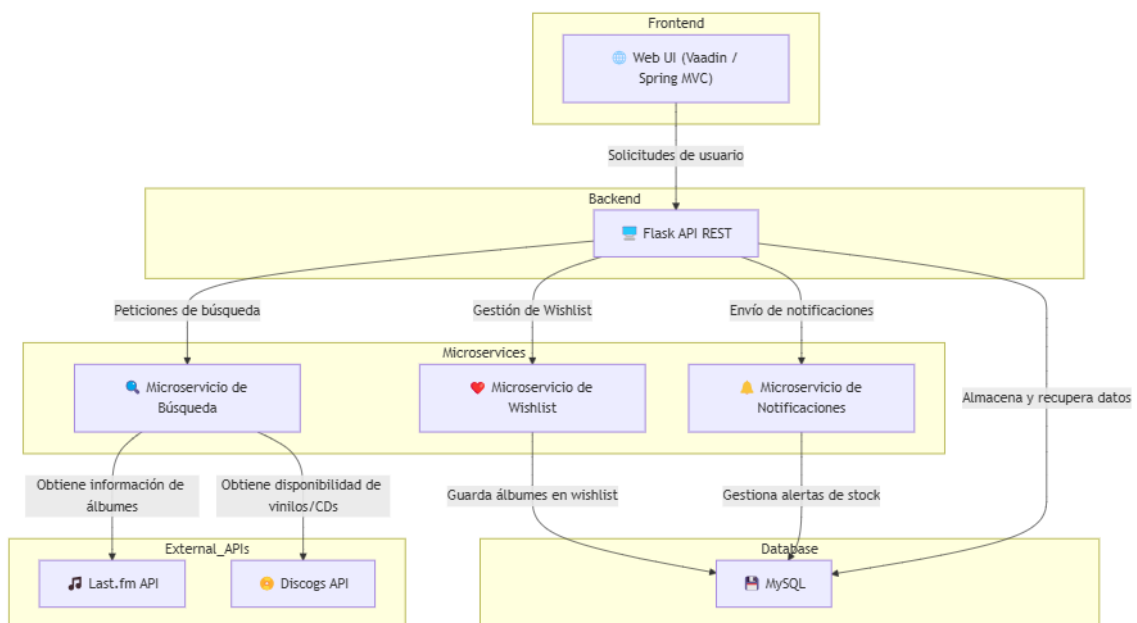 Frontend
Web UI (Vaadin /
Spring MVC)
Solicitudes de usuario
Backend
Flask API REST
Peticiones de búsqueda
Gestión de Wishlist
Envío de notificaciones
Microservices
Microservicio de
Búsqueda
Microservicio de
Wishlist
Microservicio de
Notificaciones
Almacena y recupera datos
Obtiene información de
álbumes
Obtiene disponibilidad de
vinilos/CDs
Guarda álbumes en wishlist
Gestiona alertas de stock
External_APIs
Last.fm API
Discogs API
Database
MySQL